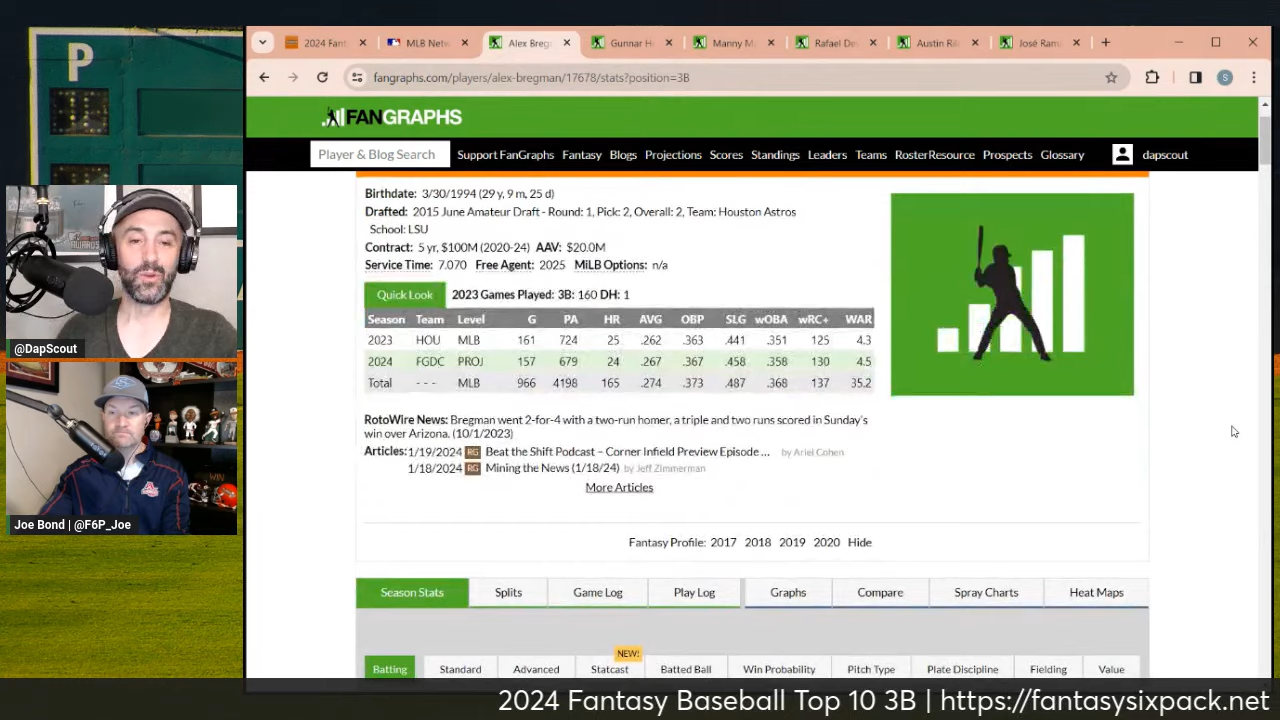 P
2024 Fant
MLB Netw
Alex Breg
Gunnar H
Manny M
Rafael De
Austin Ril
José Ram
fangraphs.com/players/alex-bregman/17678/stats?position=3B
S
FANGRAPHS
Player & Blog Search
Support FanGraphs Fantasy Blogs Projections Scores Standings Leaders Teams RosterResource Prospects Glossary dapscout
Birthdate: 3/30/1994 (29 y, 9 m, 25 d)
Drafted: 2015 June Amateur Draft - Round: 1, Pick: 2, Overall: 2, Team: Houston Astros
School: LSU
Contract: 5 yr, $100M (2020-24) AAV: $20.0M
Service Time: 7.070 Free Agent: 2025 MiLB Options: n/a
Quick Look 2023 Games Played: 3B: 160 DH: 1
Season Team Level G PA HR AVG OBP SLG wOBA wRC+ WAR
2023 HOU MLB 161 724 25 .262 .363 .441 .351 125 4.3
2024 FGDC PROJ 157 679 24 .267 .367 .458 .358 130 4.5
Total - - - MLB 966 4198 165 .274 .373 .487 .368 137 35.2
RotoWire News: Bregman went 2-for-4 with a two-run homer, a triple and two runs scored in Sunday's
win over Arizona. (10/1/2023)
Articles: 1/19/2024 RG Beat the Shift Podcast – Corner Infield Preview Episode ... by Ariel Cohen
1/18/2024 RG Mining the News (1/18/24) by Jeff Zimmerman
More Articles
Fantasy Profile: 2017 2018 2019 2020 Hide
Season Stats Splits Game Log Play Log Graphs Compare Spray Charts Heat Maps
NEW!
Batting Standard Advanced Statcast Batted Ball Win Probability Pitch Type Plate Discipline Fielding Value
AWARDS
@DapScout
WIN
A
Joe Bond | @F6P_Joe
2024 Fantasy Baseball Top 10 3B | https://fantasysixpack.net